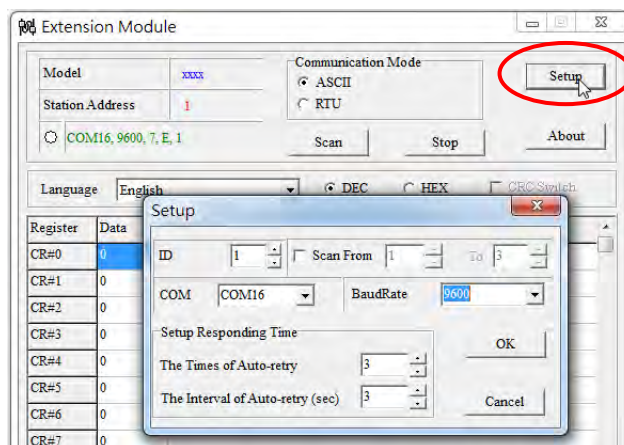 Extension Module
Model xxxx
Communication Mode
ASCII
RTU
Setup
Station Address 1
COM16, 9600, 7, E, 1
Scan Stop About
Language English DEC HEX CRC Switch
Register Data
CR#0 0
CR#1 0
CR#2 0
CR#3 0
CR#4 0
CR#5 0
CR#6 0
CR#7 0
Setup
ID 1 Scan From 1 To 3
COM COM16 BaudRate 9600
Setup Responding Time
The Times of Auto-retry 3
The Interval of Auto-retry (sec) 3
OK
Cancel